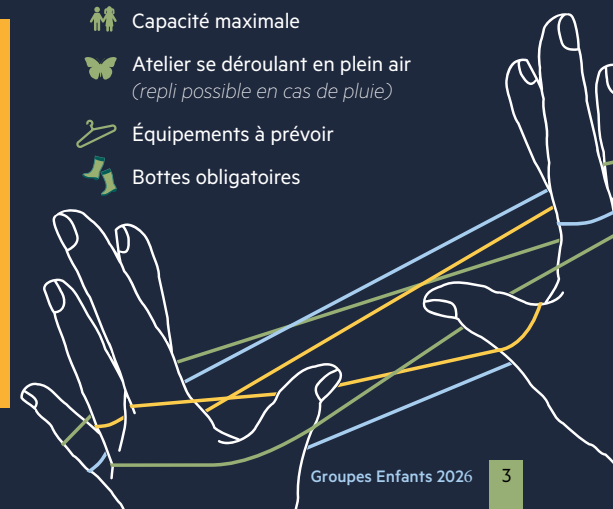 Capacité maximale
Atelier se déroulant en plein air
(repli possible en cas de pluie)
Équipements à prévoir
Bottes obligatoires
Groupes Enfants 2026
3